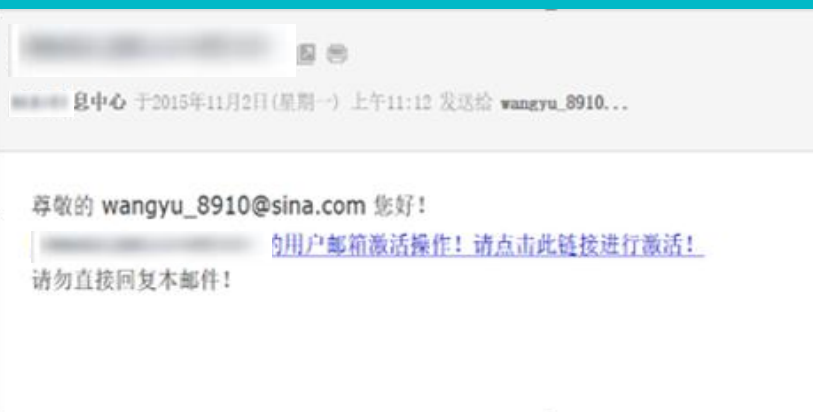 息中心 于2015年11月2日(星期一) 上午11:12 发送给 wangyu_8910...
尊敬的 wangyu_8910@sina.com 您好！
的用户邮箱激活操作！请点击此链接进行激活！
请勿直接回复本邮件！